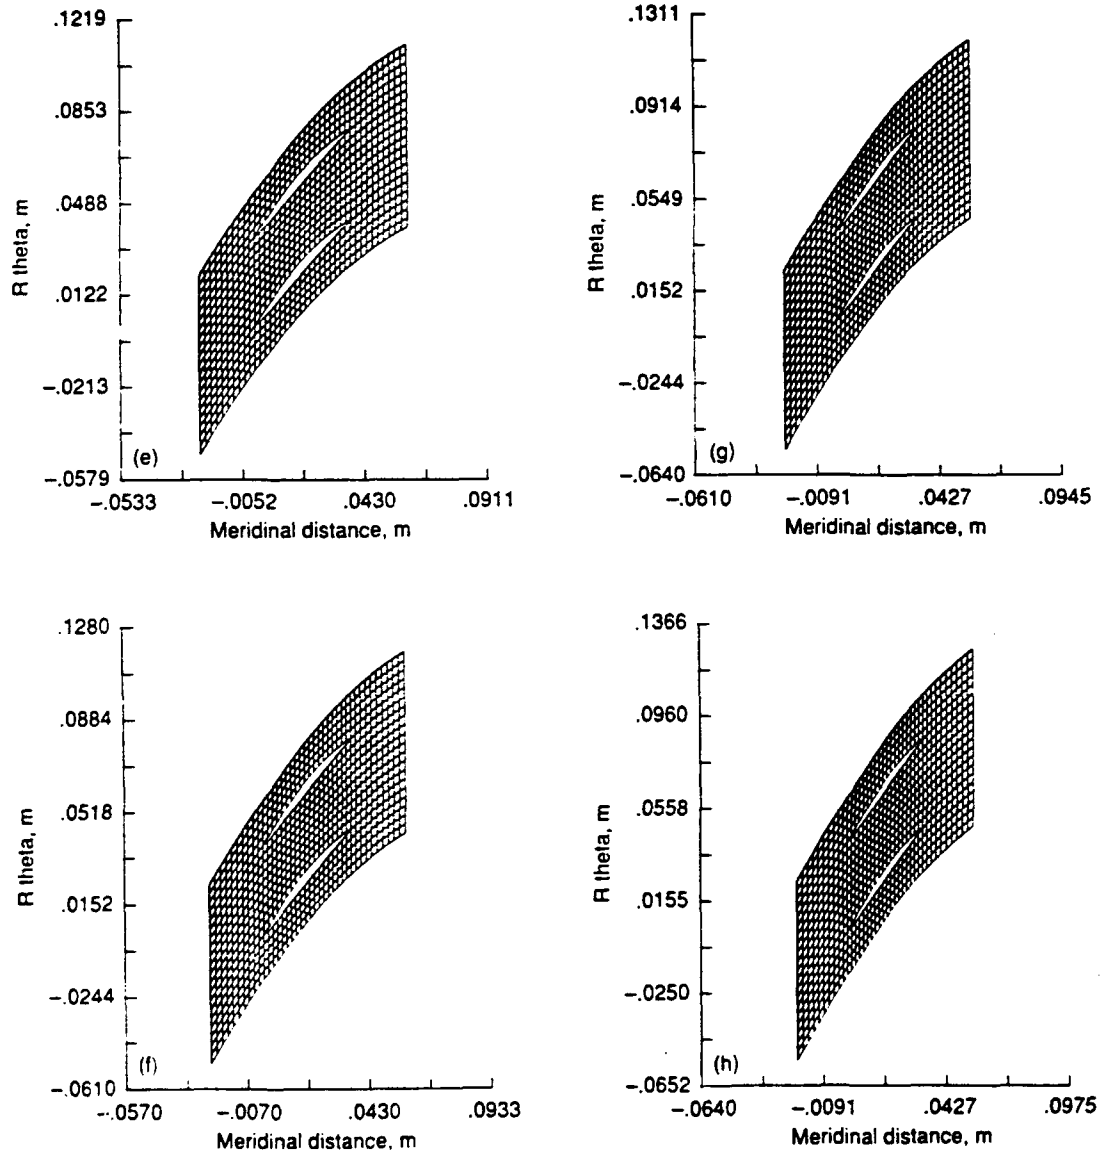 .1219
.0853
.0488
.0122
-.0213
-.0579
R theta, m
(e)
-.0533 -.0052 .0430 .0911
Meridinal distance, m
.1311
.0914
.0549
.0152
-.0244
-.0640
R theta, m
(g)
-.0610 -.0091 .0427 .0945
Meridinal distance, m
.1280
.0884
.0518
.0152
-.0244
-.0610
R theta, m
(f)
-.0570 -.0070 .0430 .0933
Meridinal distance, m
.1366
.0960
.0558
.0155
-.0250
-.0652
R theta, m
(h)
-.0640 -.0091 .0427 .0975
Meridinal distance, m